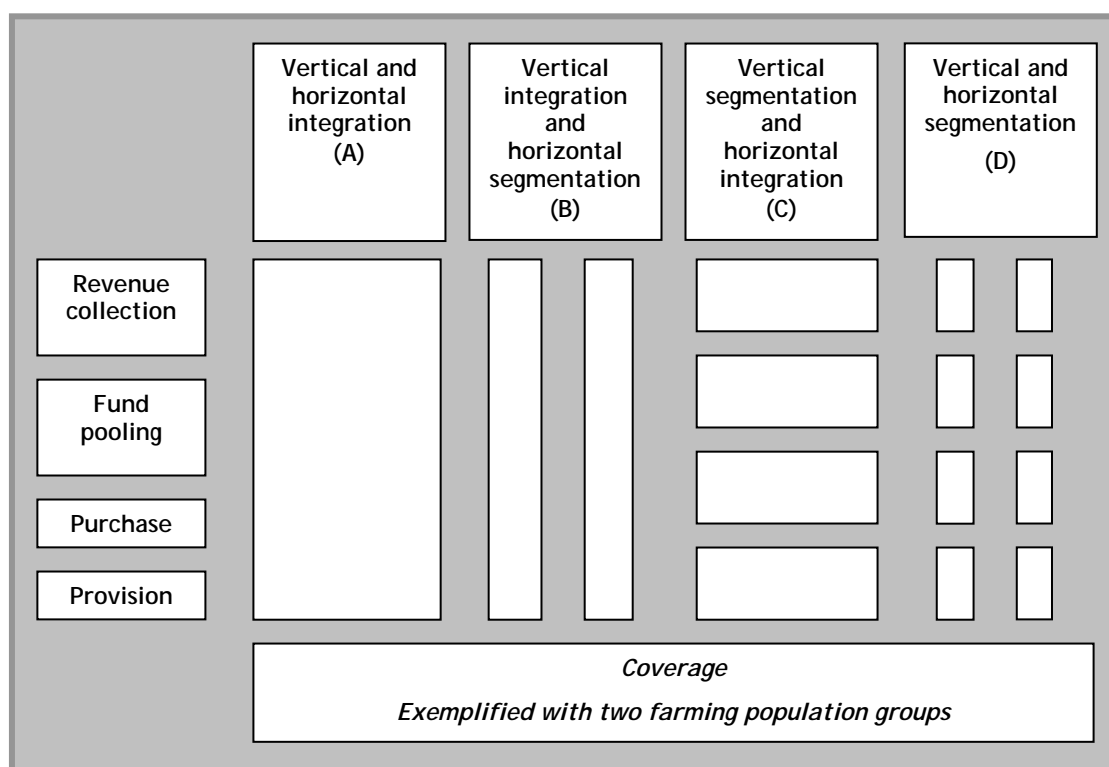 Vertical and
horizontal
integration
(A)
Vertical
integration
and
horizontal
segmentation
(B)
Vertical
segmentation
and
horizontal
integration
(C)
Vertical and
horizontal
segmentation
(D)
Revenue
collection
Fund
pooling
Purchase
Provision
Coverage
Exemplified with two farming population groups